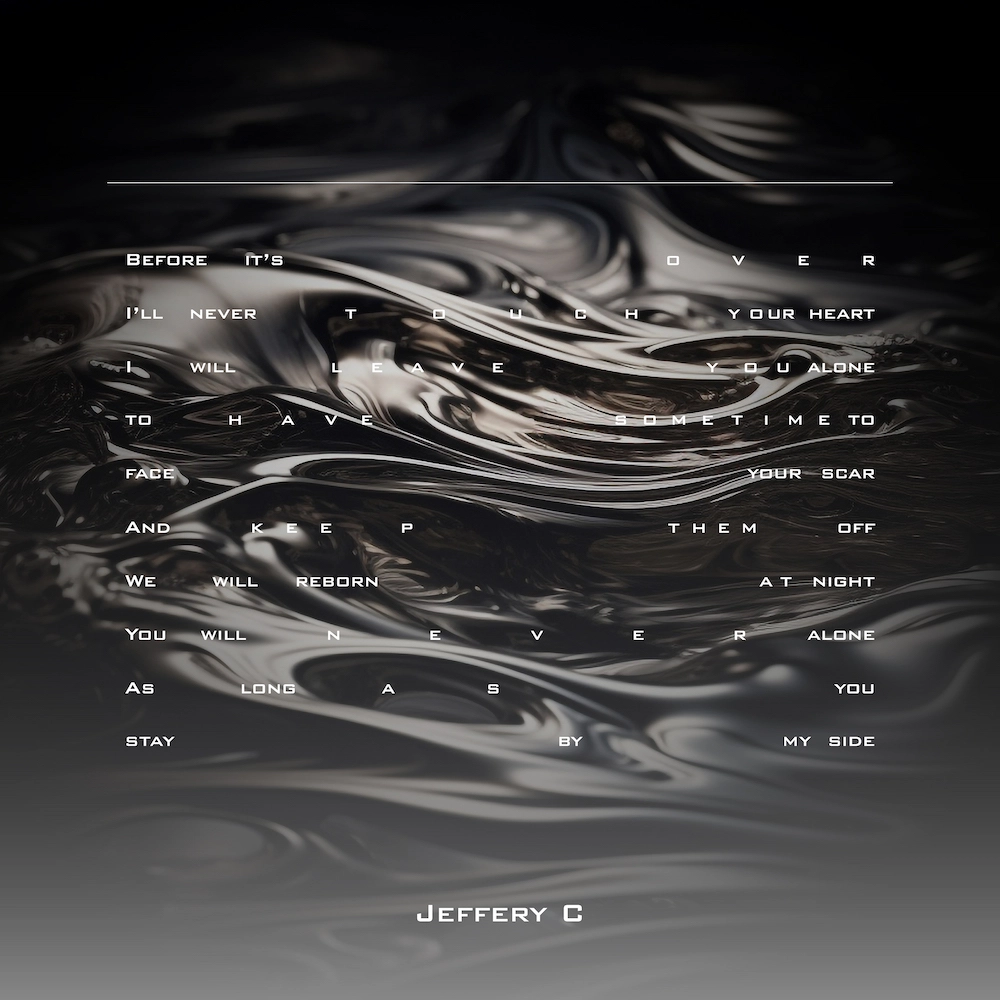 Before it's over
I'll never touch your heart
I will leave you alone
to have sometime to
face your scar
And keep them off
We will reborn at night
You will never alone
As long as you
stay by my side
Jeffery C